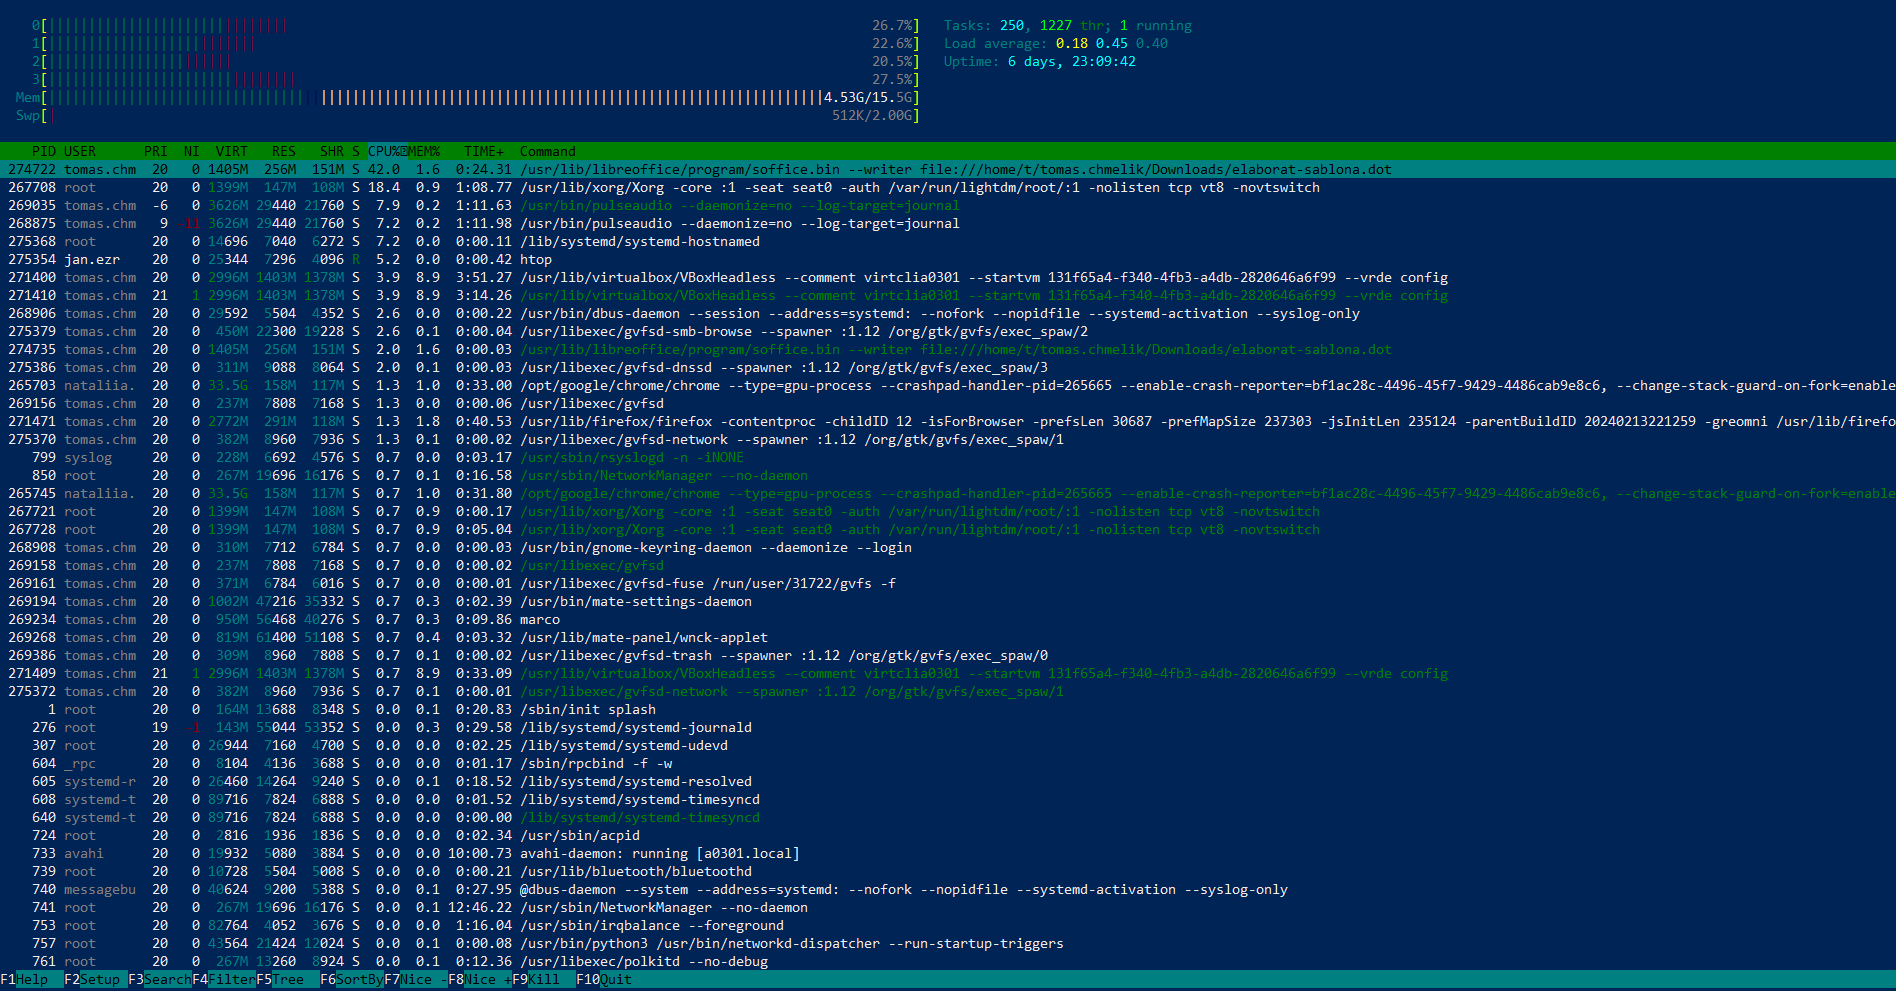 0[||||||||||||||||||||||||||||||26.7%] Tasks: 250, 1227 thr; 1 running
1[||||||||||||||||||||||||||22.6%] Load average: 0.18 0.45 0.40
2[|||||||||||||||||||||||20.5%] Uptime: 6 days, 23:09:42
3[|||||||||||||||||||||||||||||||27.5%]
Mem[||||||||||||||||||||||||||||||||||||||||||||||||||||||||||||||||||||||||||||||||||||||||||||||||4.53G/15.5G]
Swp[|512K/2.00G]
PID USER PRI NI VIRT RES SHR S CPU% MEM% TIME+ Command
274722 tomas.chm 20 0 1405M 256M 151M S 42.0 1.6 0:24.31 /usr/lib/libreoffice/program/soffice.bin --writer file:///home/t/tomas.chmelik/Downloads/elaborat-sablona.dot
267708 root 20 0 1399M 147M 108M S 18.4 0.9 1:08.77 /usr/lib/xorg/Xorg -core :1 -seat seat0 -auth /var/run/lightdm/root/:1 -nolisten tcp vt8 -novtswitch
269035 tomas.chm -6 0 3626M 29440 21760 S 7.9 0.2 1:11.63 /usr/bin/pulseaudio --daemonize=no --log-target=journal
268875 tomas.chm 9 -11 3626M 29440 21760 S 7.2 0.2 1:11.98 /usr/bin/pulseaudio --daemonize=no --log-target=journal
275368 root 20 0 14696 7040 6272 S 7.2 0.0 0:00.11 /lib/systemd/systemd-hostnamed
275354 jan.ezr 20 0 25344 7296 4096 R 5.2 0.0 0:00.42 htop
271400 tomas.chm 20 0 2996M 1403M 1378M S 3.9 8.9 3:51.27 /usr/lib/virtualbox/VBoxHeadless --comment virtclia0301 --startvm 131f65a4-f340-4fb3-a4db-2820646a6f99 --vrde config
271410 tomas.chm 21 1 2996M 1403M 1378M S 3.9 8.9 3:14.26 /usr/lib/virtualbox/VBoxHeadless --comment virtclia0301 --startvm 131f65a4-f340-4fb3-a4db-2820646a6f99 --vrde config
268906 tomas.chm 20 0 29592 5504 4352 S 2.6 0.0 0:00.22 /usr/bin/dbus-daemon --session --address=systemd: --nofork --nopidfile --systemd-activation --syslog-only
275379 tomas.chm 20 0 450M 22300 19228 S 2.6 0.1 0:00.04 /usr/libexec/gvfsd-smb-browse --spawner :1.12 /org/gtk/gvfs/exec_spaw/2
274735 tomas.chm 20 0 1405M 256M 151M S 2.0 1.6 0:00.03 /usr/lib/libreoffice/program/soffice.bin --writer file:///home/t/tomas.chmelik/Downloads/elaborat-sablona.dot
275386 tomas.chm 20 0 311M 9088 8064 S 2.0 0.1 0:00.03 /usr/libexec/gvfsd-dnssd --spawner :1.12 /org/gtk/gvfs/exec_spaw/3
265703 nataliia. 20 0 33.5G 158M 117M S 1.3 1.0 0:33.00 /opt/google/chrome/chrome --type=gpu-process --crashpad-handler-pid=265665 --enable-crash-reporter=bf1ac28c-4496-45f7-9429-4486cab9e8c6, --change-stack-guard-on-fork=enable
269156 tomas.chm 20 0 237M 7808 7168 S 1.3 0.0 0:00.06 /usr/libexec/gvfsd
271471 tomas.chm 20 0 2772M 291M 118M S 1.3 1.8 0:40.53 /usr/lib/firefox/firefox -contentproc -childID 12 -isForBrowser -prefsLen 30687 -prefMapSize 237303 -jsInitLen 235124 -parentBuildID 20240213221259 -greomni /usr/lib/firefo
275370 tomas.chm 20 0 382M 8960 7936 S 1.3 0.1 0:00.02 /usr/libexec/gvfsd-network --spawner :1.12 /org/gtk/gvfs/exec_spaw/1
799 syslog 20 0 228M 6692 4576 S 0.7 0.0 0:03.17 /usr/sbin/rsyslogd -n -iNONE
850 root 20 0 267M 19696 16176 S 0.7 0.1 0:16.58 /usr/sbin/NetworkManager --no-daemon
265745 nataliia. 20 0 33.5G 158M 117M S 0.7 1.0 0:31.80 /opt/google/chrome/chrome --type=gpu-process --crashpad-handler-pid=265665 --enable-crash-reporter=bf1ac28c-4496-45f7-9429-4486cab9e8c6, --change-stack-guard-on-fork=enable
267721 root 20 0 1399M 147M 108M S 0.7 0.9 0:00.17 /usr/lib/xorg/Xorg -core :1 -seat seat0 -auth /var/run/lightdm/root/:1 -nolisten tcp vt8 -novtswitch
267728 root 20 0 1399M 147M 108M S 0.7 0.9 0:05.04 /usr/lib/xorg/Xorg -core :1 -seat seat0 -auth /var/run/lightdm/root/:1 -nolisten tcp vt8 -novtswitch
268908 tomas.chm 20 0 310M 7712 6784 S 0.7 0.0 0:00.03 /usr/bin/gnome-keyring-daemon --daemonize --login
269158 tomas.chm 20 0 237M 7808 7168 S 0.7 0.0 0:00.02 /usr/libexec/gvfsd
269161 tomas.chm 20 0 371M 6784 6016 S 0.7 0.0 0:00.01 /usr/libexec/gvfsd-fuse /run/user/31722/gvfs -f
269194 tomas.chm 20 0 1002M 47216 35332 S 0.7 0.3 0:02.39 /usr/bin/mate-settings-daemon
269234 tomas.chm 20 0 950M 56468 40276 S 0.7 0.3 0:09.86 marco
269268 tomas.chm 20 0 819M 61400 51108 S 0.7 0.4 0:03.32 /usr/lib/mate-panel/wnck-applet
269386 tomas.chm 20 0 309M 8960 7808 S 0.7 0.1 0:00.02 /usr/libexec/gvfsd-trash --spawner :1.12 /org/gtk/gvfs/exec_spaw/0
271409 tomas.chm 21 1 2996M 1403M 1378M S 0.7 8.9 0:33.09 /usr/lib/virtualbox/VBoxHeadless --comment virtclia0301 --startvm 131f65a4-f340-4fb3-a4db-2820646a6f99 --vrde config
275372 tomas.chm 20 0 382M 8960 7936 S 0.7 0.1 0:00.01 /usr/libexec/gvfsd-network --spawner :1.12 /org/gtk/gvfs/exec_spaw/1
1 root 20 0 164M 13688 8348 S 0.0 0.1 0:20.83 /sbin/init splash
276 root 19 -1 143M 55044 53352 S 0.0 0.3 0:29.58 /lib/systemd/systemd-journald
307 root 20 0 26944 7160 4700 S 0.0 0.0 0:02.25 /lib/systemd/systemd-udevd
604 _rpc 20 0 8104 4136 3688 S 0.0 0.0 0:01.17 /sbin/rpcbind -f -w
605 systemd-r 20 0 26460 14264 9240 S 0.0 0.1 0:18.52 /lib/systemd/systemd-resolved
608 systemd-t 20 0 89716 7824 6888 S 0.0 0.0 0:01.52 /lib/systemd/systemd-timesyncd
640 systemd-t 20 0 89716 7824 6888 S 0.0 0.0 0:00.00 /lib/systemd/systemd-timesyncd
724 root 20 0 2816 1936 1836 S 0.0 0.0 0:02.34 /usr/sbin/acpid
733 avahi 20 0 19932 5080 3884 S 0.0 0.0 10:00.73 avahi-daemon: running [a0301.local]
739 root 20 0 10728 5504 5008 S 0.0 0.0 0:00.21 /usr/lib/bluetooth/bluetoothd
740 messagebu 20 0 40624 9200 5388 S 0.0 0.1 0:27.95 @dbus-daemon --system --address=systemd: --nofork --nopidfile --systemd-activation --syslog-only
741 root 20 0 267M 19696 16176 S 0.0 0.1 12:46.22 /usr/sbin/NetworkManager --no-daemon
753 root 20 0 82764 4052 3676 S 0.0 0.0 1:16.04 /usr/sbin/irqbalance --foreground
757 root 20 0 43564 21424 12024 S 0.0 0.1 0:00.08 /usr/bin/python3 /usr/bin/networkd-dispatcher --run-startup-triggers
761 root 20 0 267M 13260 8924 S 0.0 0.1 0:12.36 /usr/libexec/polkitd --no-debug
F1Help F2Setup F3SearchF4FilterF5Tree F6SortByF7Nice -F8Nice +F9Kill F10Quit